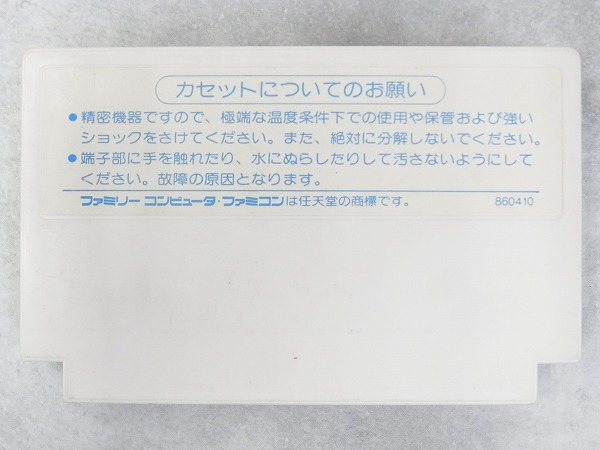 カセットについてのお願い
●精密機器ですので、極端な温度条件下での使用や保管および強い
ショックをさけてください。また、絶対に分解しないでください。
●端子部に手を触れたり、水にぬらしたりして汚さないようにして
ください。故障の原因となります。
ファミリー コンピュータ・ファミコンは任天堂の商標です。 860410